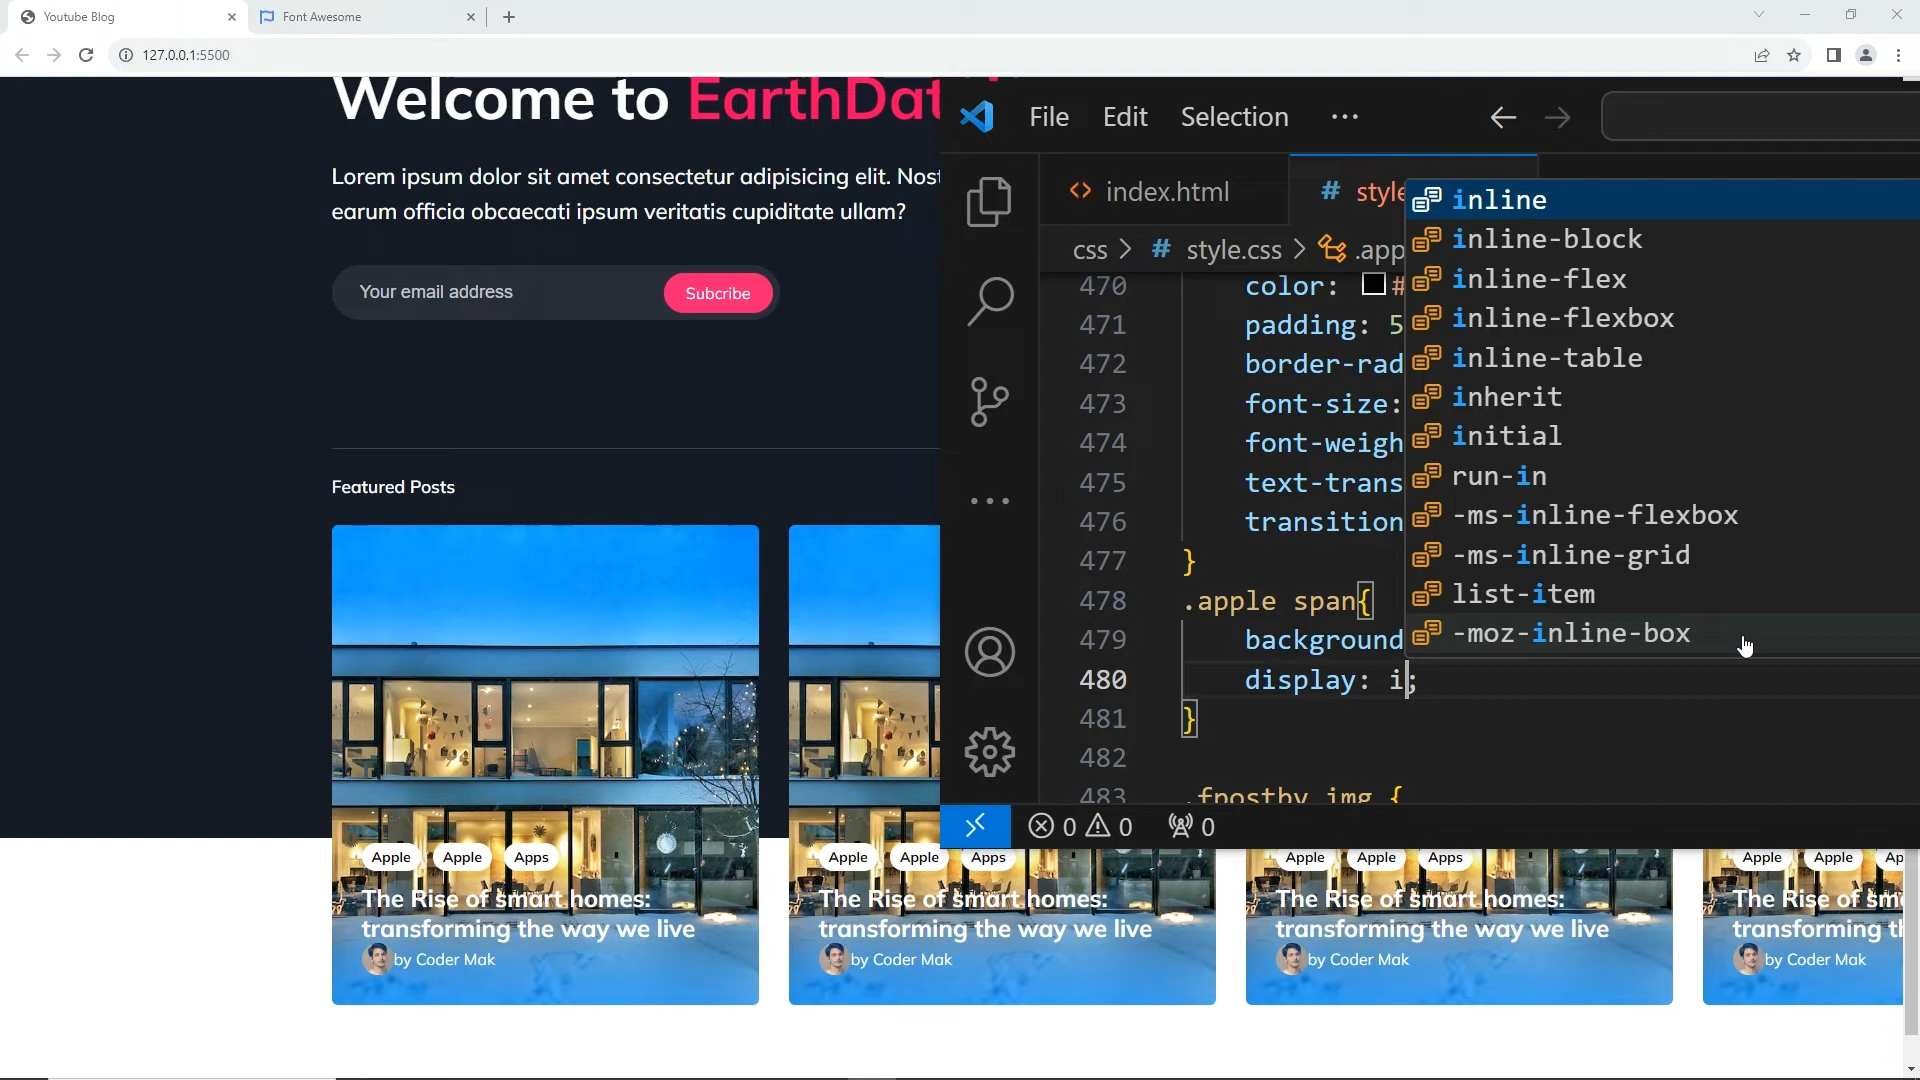 Youtube Blog
Font Awesome
127.0.0.1:5500
Welcome to EarthDat
Lorem ipsum dolor sit amet consectetur adipisicing elit. Nost
earum officia obcaecati ipsum veritatis cupiditate ullam?
Your email address
Subcribe
Featured Posts
File Edit Selection ···
index.html
# style
css > # style.css > .app
470 color: #
471 padding: 5
472 border-rad
473 font-size:
474 font-weigh
475 text-trans
476 transition
477 }
478 .apple span{
479 background
480 display: i;
481 }
482
483 .fpostby img {
inline
inline-block
inline-flex
inline-flexbox
inline-table
inherit
initial
run-in
-ms-inline-flexbox
-ms-inline-grid
list-item
-moz-inline-box
0 0 0
Apple Apple Apps
The Rise of smart homes:
transforming the way we live
by Coder Mak
Apple Apple Apps
The Rise of smart homes:
transforming the way we live
by Coder Mak
Apple Apple Apps
The Rise of smart homes:
transforming the way we live
by Coder Mak
Apple Apple Ap
The Rise of sm
transforming t
by Coder Mak